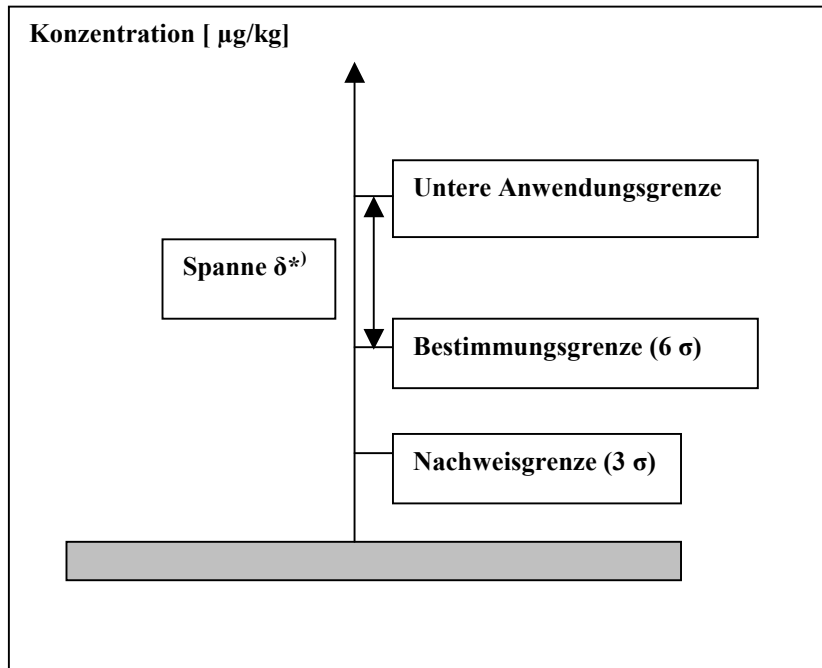 Konzentration [ µg/kg]
Untere Anwendungsgrenze
Spanne δ*⁾
Bestimmungsgrenze (6 σ)
Nachweisgrenze (3 σ)